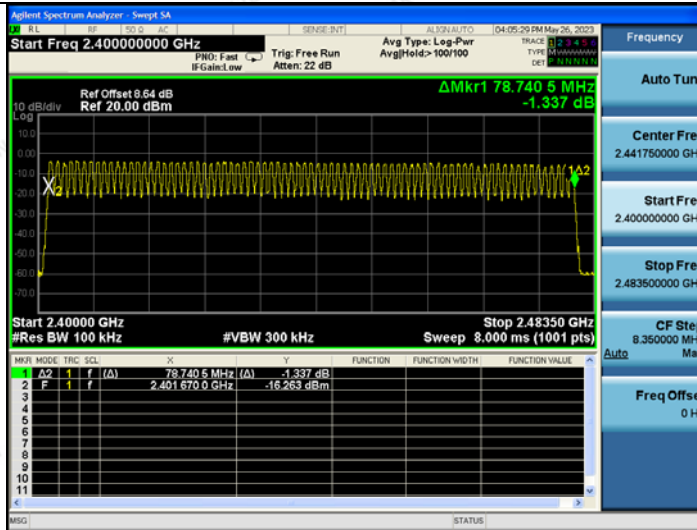 Agilent Spectrum Analyzer - Swept SA
RL RF 50 Ω AC SENSE:INT ALIGN AUTO 04:05:29 PM May 26, 2023
Start Freq 2.400000000 GHz
PNO: Fast
IFGain:Low
Trig: Free Run
Atten: 22 dB
Avg Type: Log-Pwr
Avg|Hold:> 100/100
TRACE 1 2 3 4 5 6
TYPE
DET P N N N N N
Ref Offset 8.64 dB
Ref 20.00 dBm
ΔMkr1 78.740 5 MHz
-1.337 dB
10 dB/div
Log
10.0
0.00
-10.0
-20.0
-30.0
-40.0
-50.0
-60.0
-70.0
X2
1Δ2
Start 2.40000 GHz
#Res BW 100 kHz
#VBW 300 kHz
Stop 2.48350 GHz
Sweep 8.000 ms (1001 pts)
MKR MODE TRC SCL X Y FUNCTION FUNCTION WIDTH FUNCTION VALUE
1 Δ2 1 f (Δ) 78.740 5 MHz (Δ) -1.337 dB
2 F 1 f 2.401 670 0 GHz -16.263 dBm
3
4
5
6
7
8
9
10
11
MSG
STATUS
Frequency
Auto Tun
Center Fre
2.441750000 GH
Start Fre
2.400000000 GH
Stop Fre
2.483500000 GH
CF Ste
8.350000 MH
Auto Ma
Freq Offse
0 H